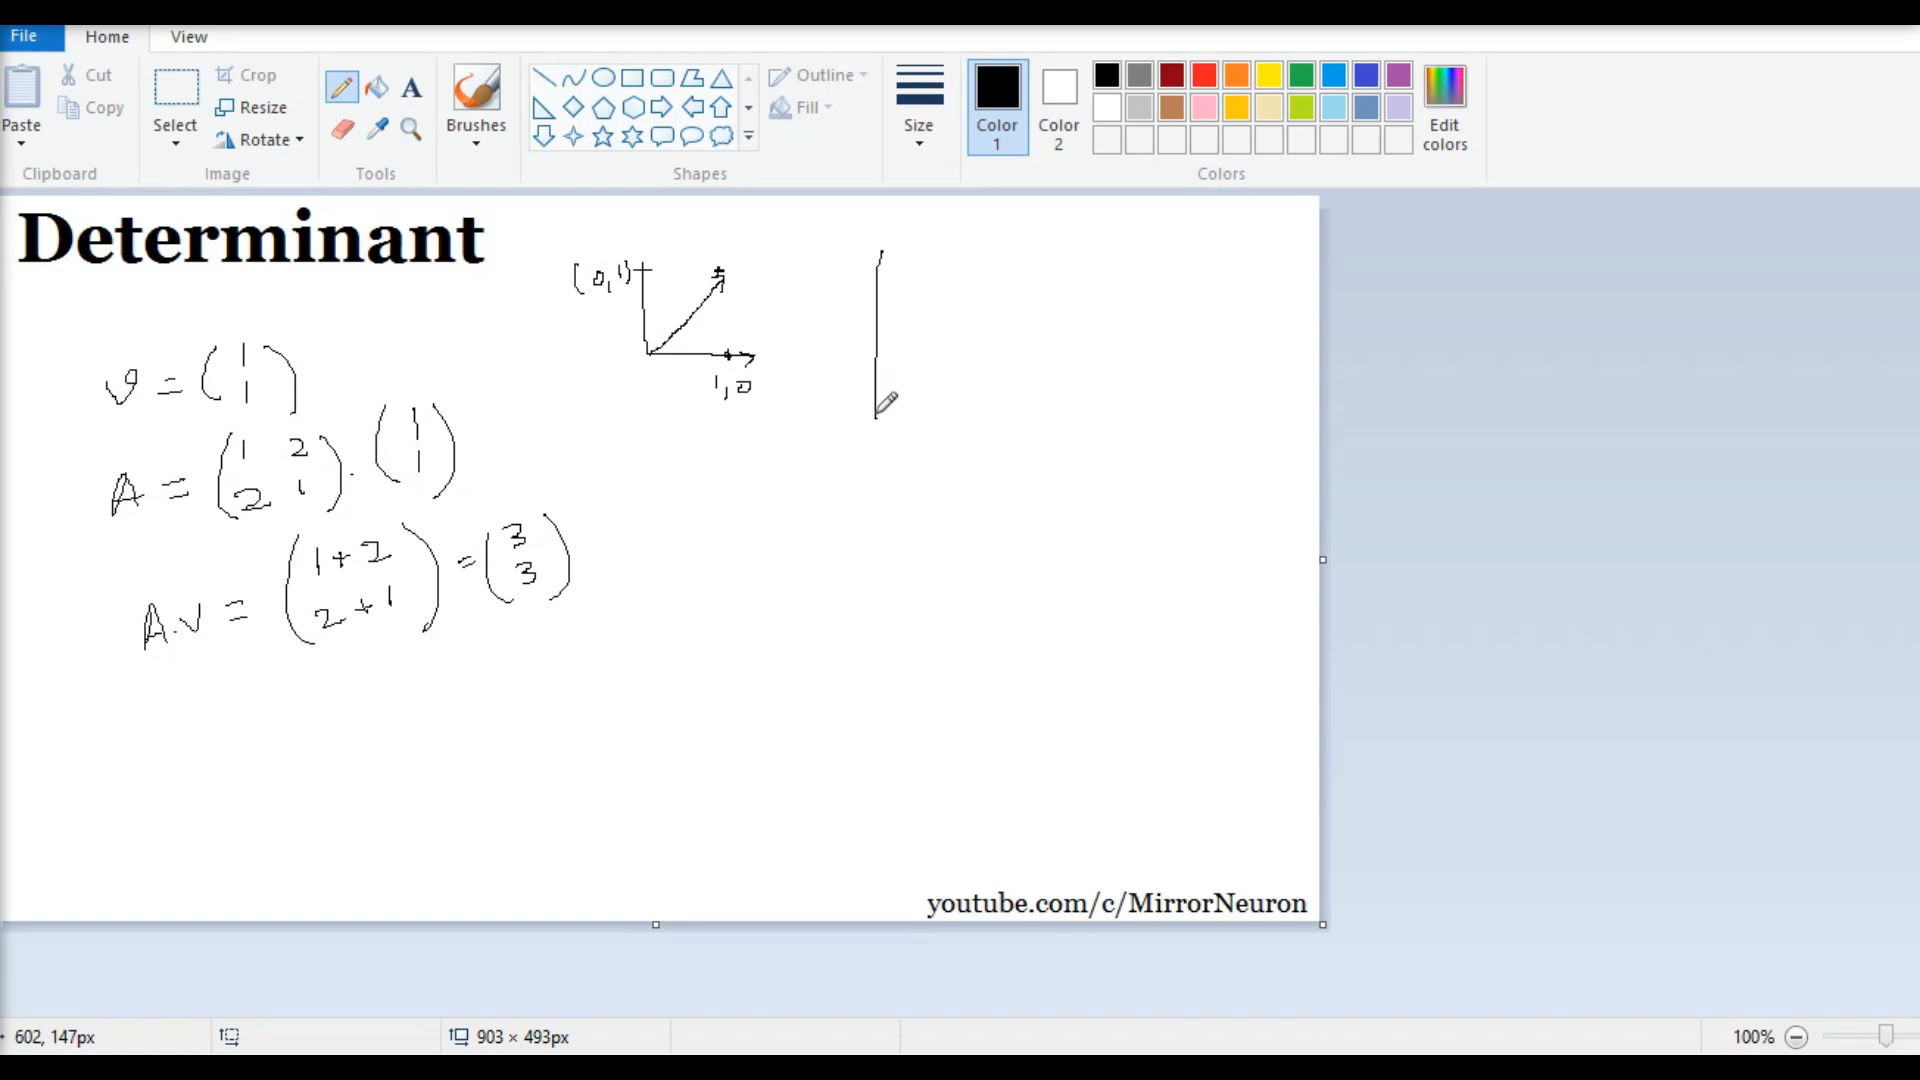 File Home View
Paste
Cut
Copy
Clipboard
Select
Crop
Resize
Rotate
Image
Tools
Brushes
Shapes
Outline
Fill
Size
Color 1
Color 2
Edit colors
Colors
Determinant
(0,1)
1,0
v = (1 1)
A = (1 2 2 1) . (1 1)
A.v = (1+2 2+1) = (3 3)
youtube.com/c/MirrorNeuron
602, 147px
903 × 493px
100%